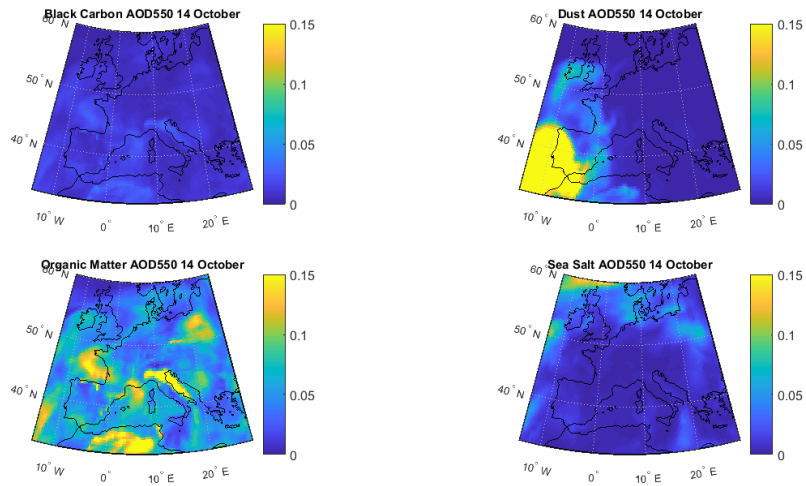 Black Carbon AOD550 14 October
60° N
50° N
40° N
10° W
0°
10° E
20° E
0.15
0.1
0.05
0
Dust AOD550 14 October
60° N
50° N
40° N
10° W
0°
10° E
20° E
0.15
0.1
0.05
0
Organic Matter AOD550 14 October
60° N
50° N
40° N
10° W
0°
10° E
20° E
0.15
0.1
0.05
0
Sea Salt AOD550 14 October
60° N
50° N
40° N
10° W
0°
10° E
20° E
0.15
0.1
0.05
0